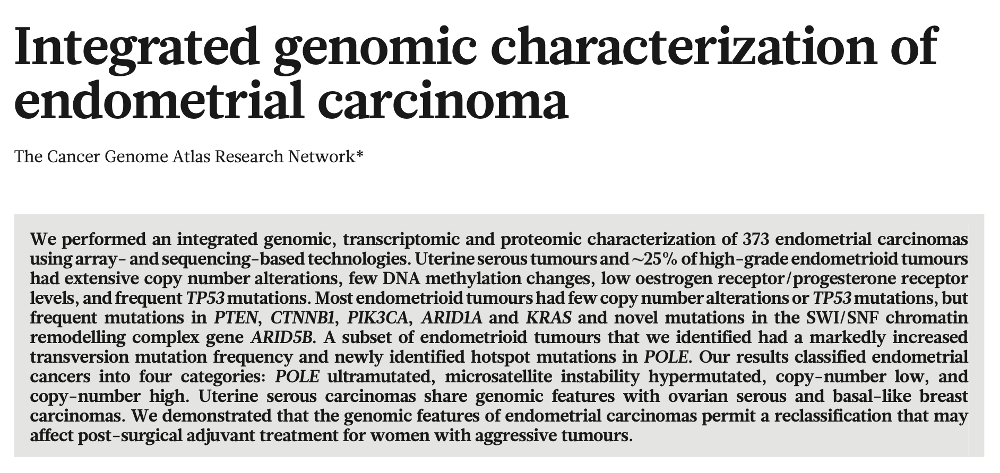 Integrated genomic characterization of
endometrial carcinoma
The Cancer Genome Atlas Research Network*
We performed an integrated genomic, transcriptomic and proteomic characterization of 373 endometrial carcinomas
using array- and sequencing-based technologies. Uterine serous tumours and ~25% of high-grade endometrioid tumours
had extensive copy number alterations, few DNA methylation changes, low oestrogen receptor/progesterone receptor
levels, and frequent TP53 mutations. Most endometrioid tumours had few copy number alterations or TP53 mutations, but
frequent mutations in PTEN, CTNNB1, PIK3CA, ARID1A and KRAS and novel mutations in the SWI/SNF chromatin
remodelling complex gene ARID5B. A subset of endometrioid tumours that we identified had a markedly increased
transversion mutation frequency and newly identified hotspot mutations in POLE. Our results classified endometrial
cancers into four categories: POLE ultramutated, microsatellite instability hypermutated, copy-number low, and
copy-number high. Uterine serous carcinomas share genomic features with ovarian serous and basal-like breast
carcinomas. We demonstrated that the genomic features of endometrial carcinomas permit a reclassification that may
affect post-surgical adjuvant treatment for women with aggressive tumours.